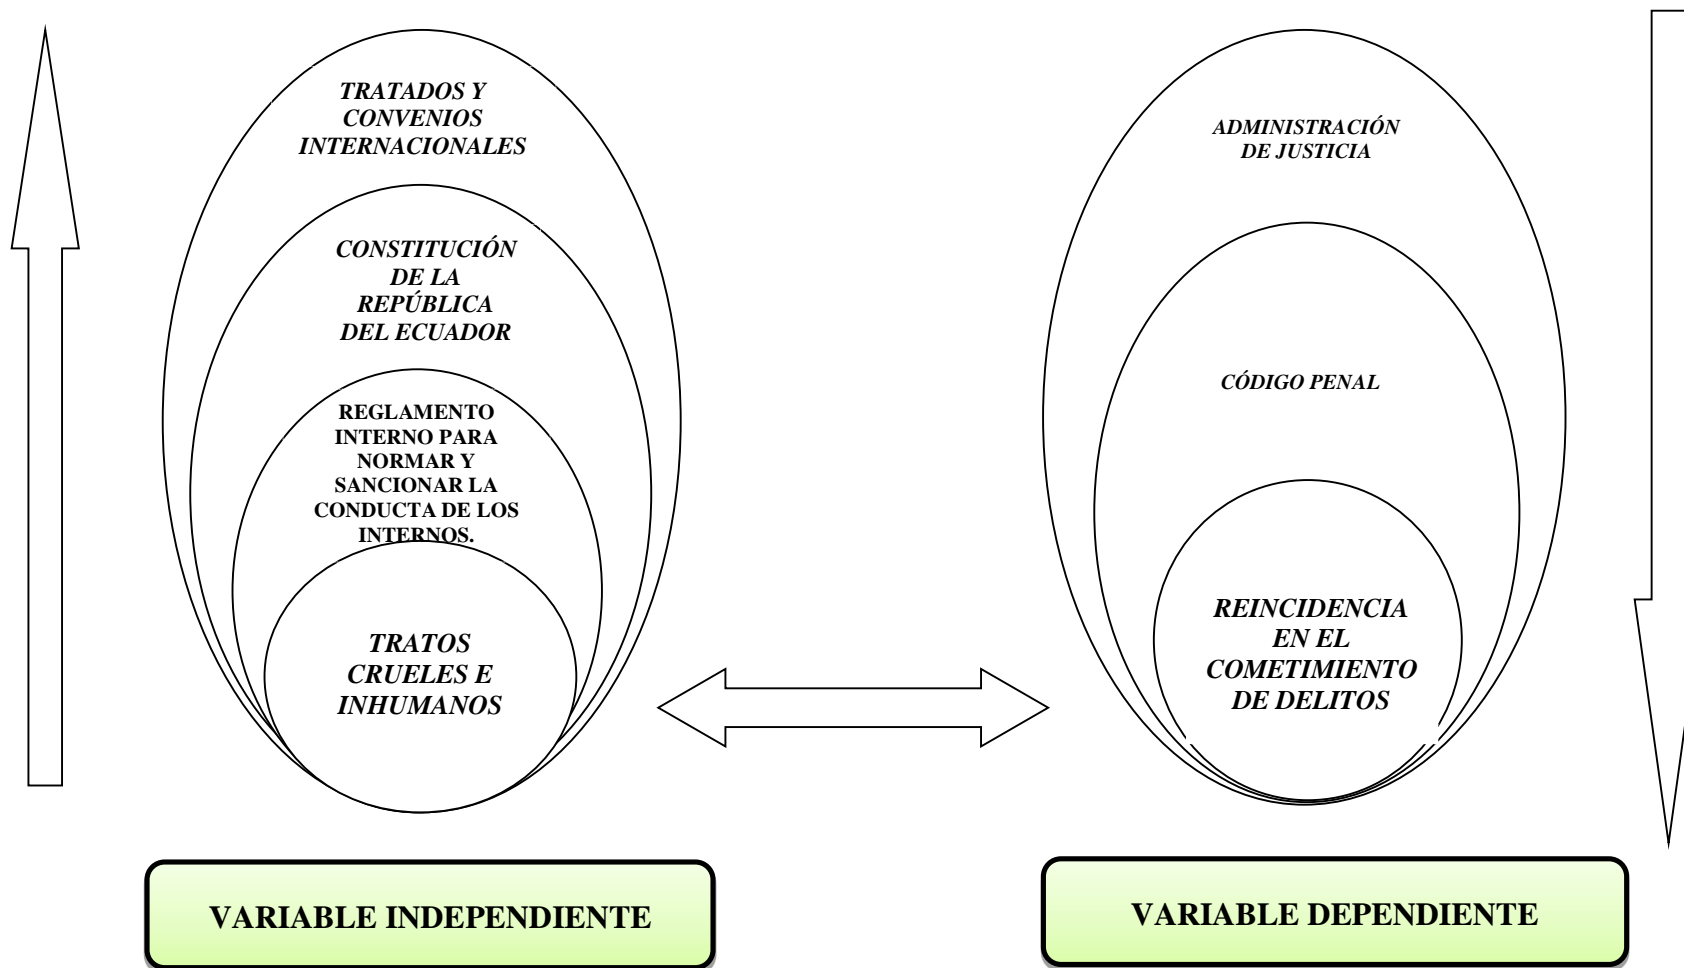 TRATADOS Y
CONVENIOS
INTERNACIONALES
CONSTITUCIÓN
DE LA
REPÚBLICA
DEL ECUADOR
REGLAMENTO
INTERNO PARA
NORMAR Y
SANCIONAR LA
CONDUCTA DE LOS
INTERNOS.
TRATOS
CRUELES E
INHUMANOS
VARIABLE INDEPENDIENTE
ADMINISTRACIÓN
DE JUSTICIA
CÓDIGO PENAL
REINCIDENCIA
EN EL
COMETIMIENTO
DE DELITOS
VARIABLE DEPENDIENTE